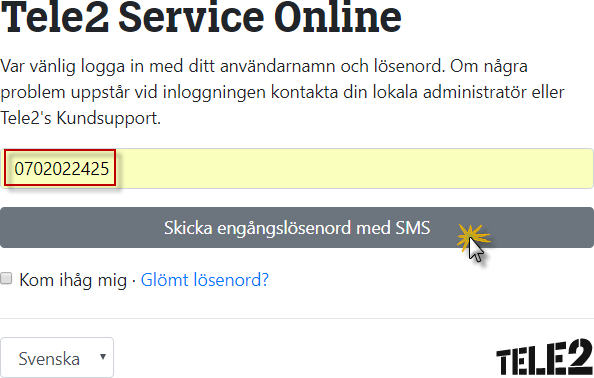 Tele2 Service Online
Var vänlig logga in med ditt användarnamn och lösenord. Om några
problem uppstår vid inloggningen kontakta din lokala administratör eller
Tele2's Kundsupport.
0702022425
Skicka engångslösenord med SMS
Kom ihåg mig · Glömt lösenord?
Svenska
TELE2